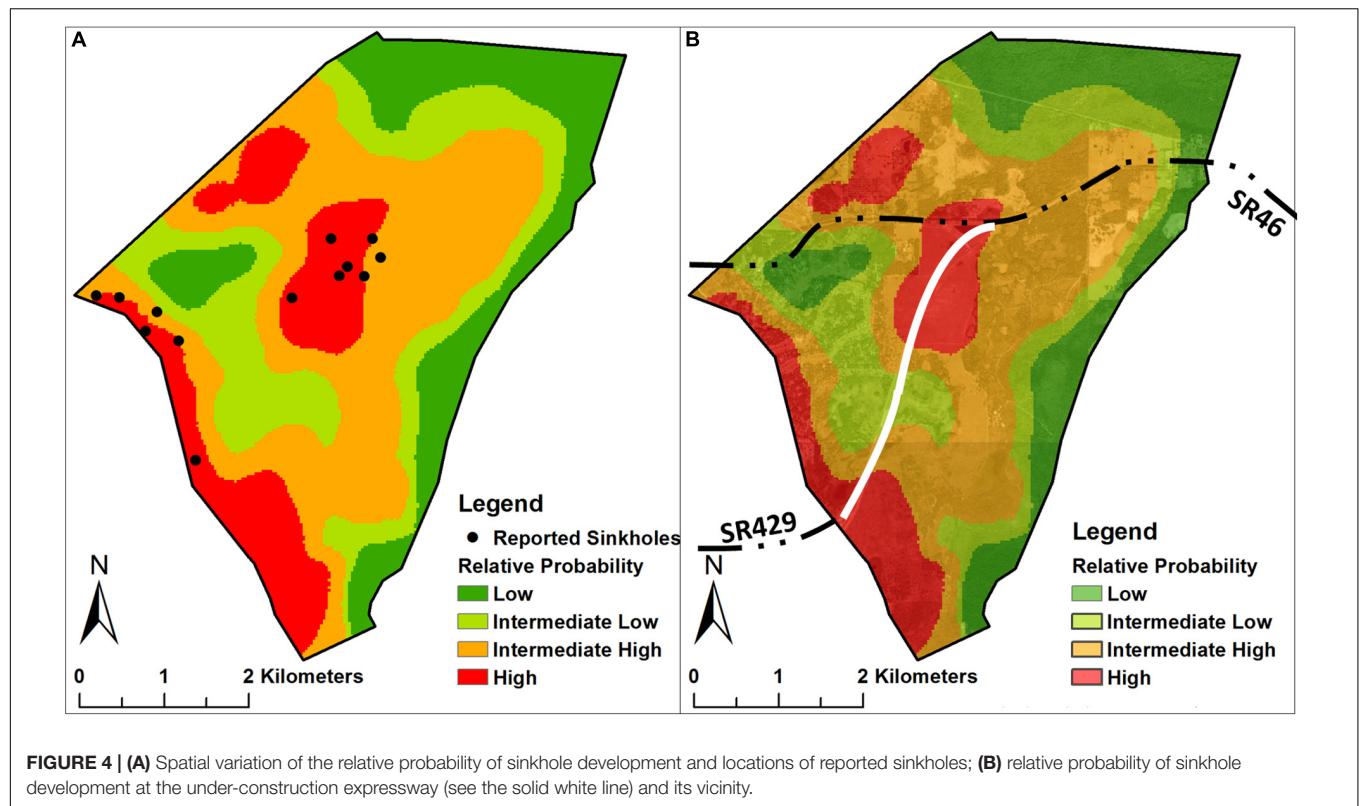 A
Legend
Reported Sinkholes
Relative Probability
Low
Intermediate Low
Intermediate High
High
N
0 1 2 Kilometers
B
SR46
SR429
Legend
Relative Probability
Low
Intermediate Low
Intermediate High
High
N
0 1 2 Kilometers
FIGURE 4 | (A) Spatial variation of the relative probability of sinkhole development and locations of reported sinkholes; (B) relative probability of sinkhole
development at the under-construction expressway (see the solid white line) and its vicinity.